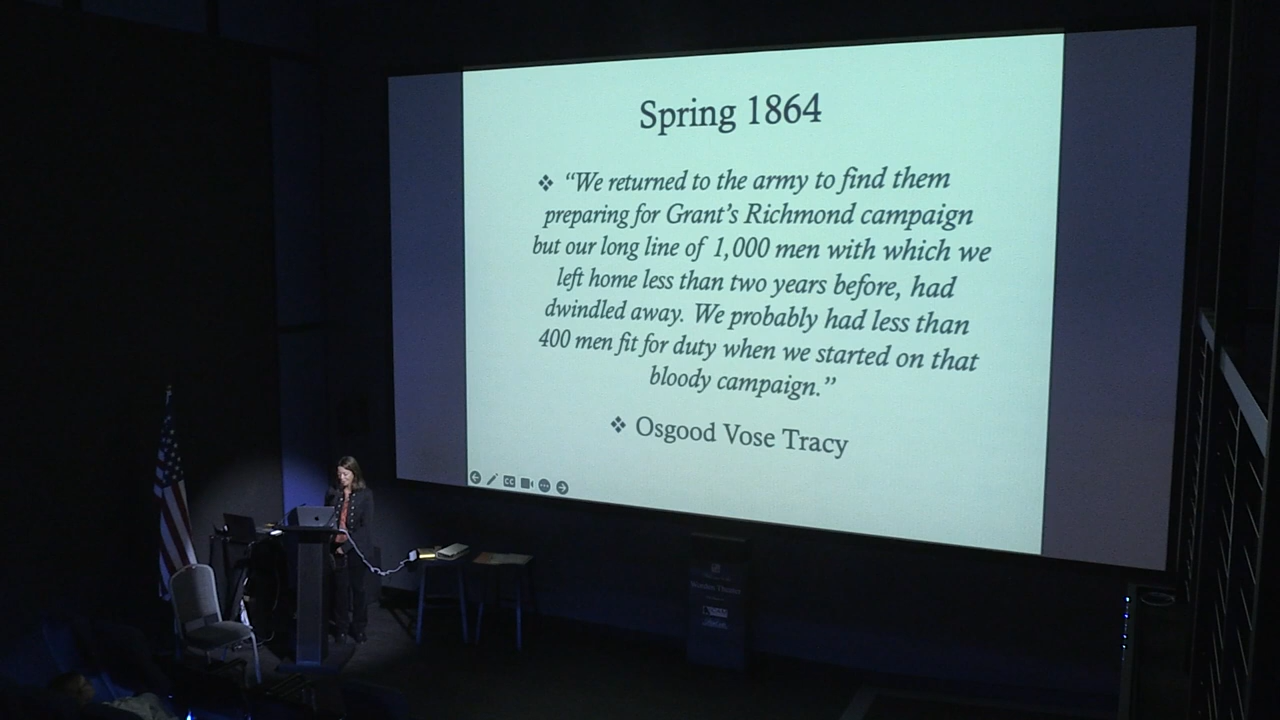 Spring 1864
❖ “We returned to the army to find them
preparing for Grant’s Richmond campaign
but our long line of 1,000 men with which we
left home less than two years before, had
dwindled away. We probably had less than
400 men fit for duty when we started on that
bloody campaign.”
❖ Osgood Vose Tracy
CC